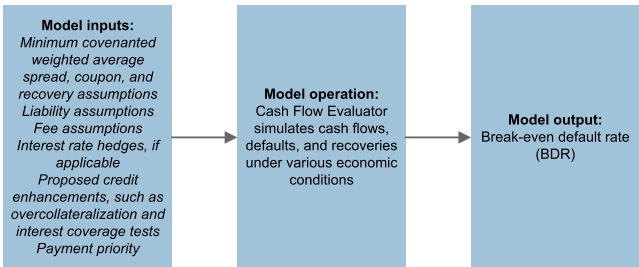 Model inputs:
Minimum covenanted
weighted average
spread, coupon, and
recovery assumptions
Liability assumptions
Fee assumptions
Interest rate hedges, if
applicable
Proposed credit
enhancements, such as
overcollateralization and
interest coverage tests
Payment priority
Model operation:
Cash Flow Evaluator
simulates cash flows,
defaults, and recoveries
under various economic
conditions
Model output:
Break-even default rate
(BDR)